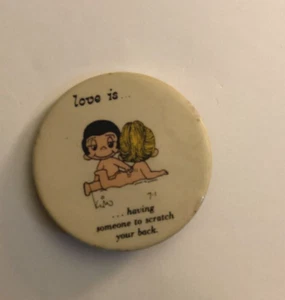 love is...
...having
someone to scratch
your back.